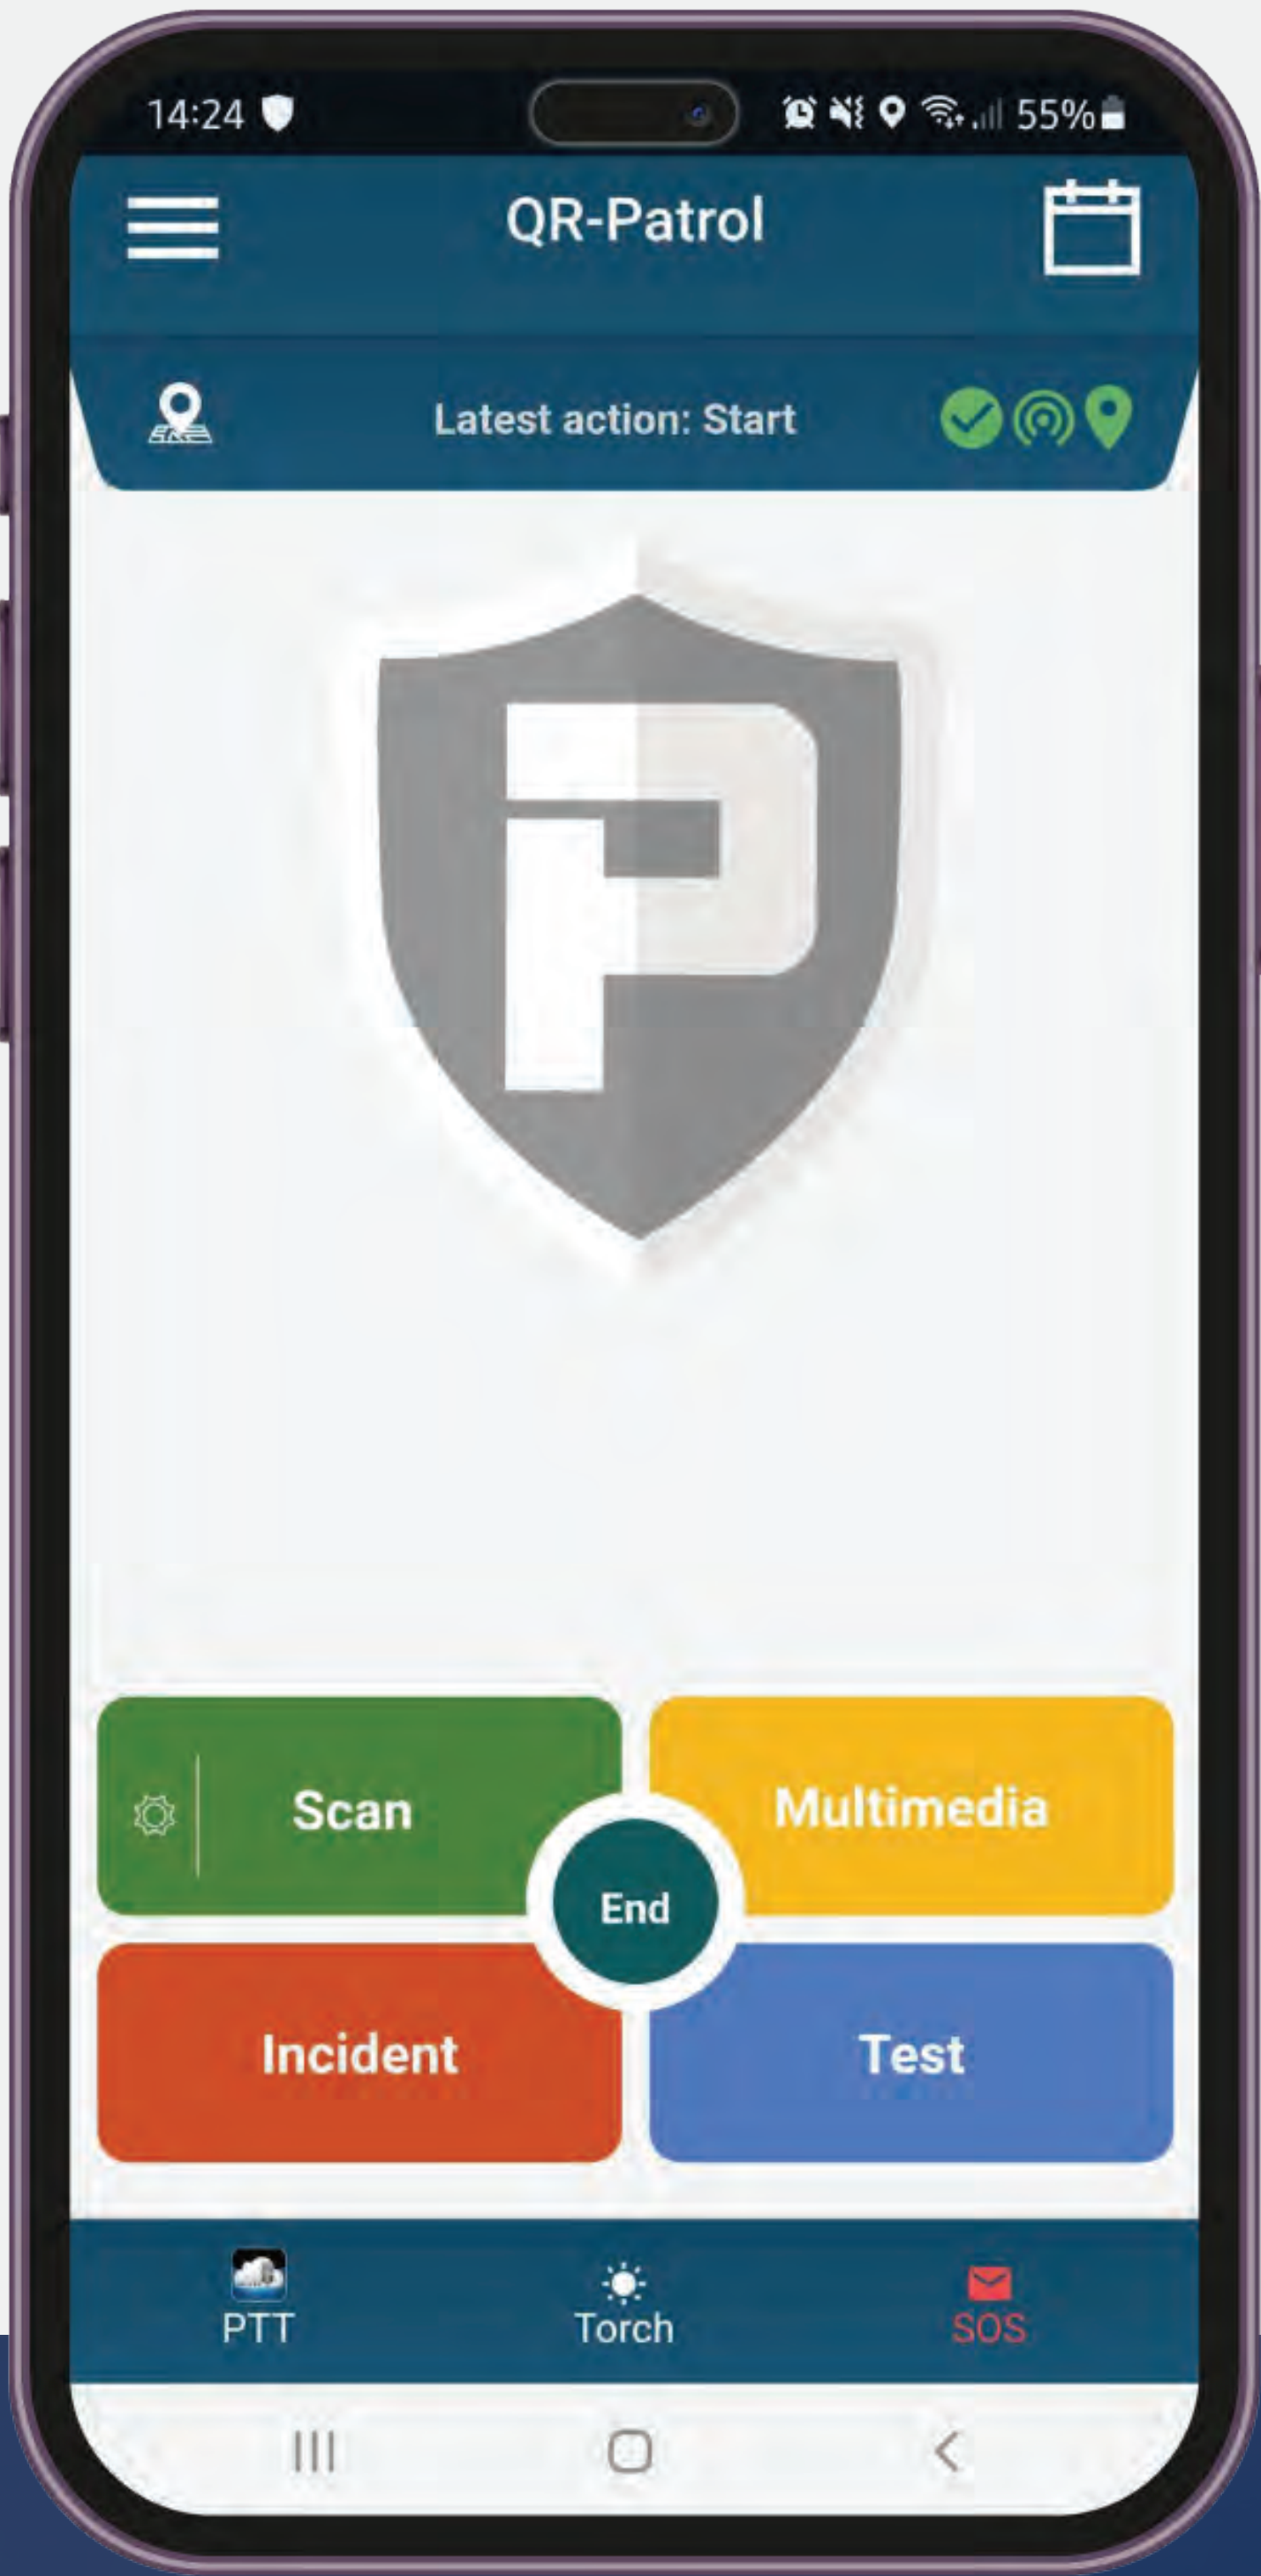 14:24 55%
QR-Patrol
Latest action: Start
P
Scan
Multimedia
End
Incident
Test
PTT
Torch
SOS